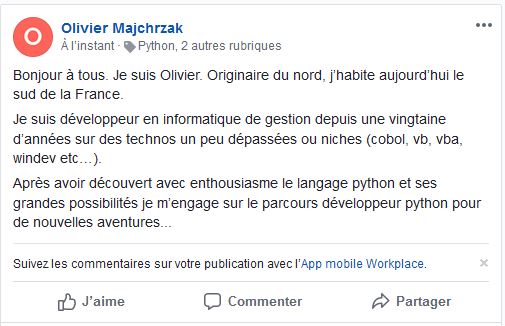 O
Olivier Majchrzak
À l'instant · Python, 2 autres rubriques
Bonjour à tous. Je suis Olivier. Originaire du nord, j'habite aujourd'hui le
sud de la France.
Je suis développeur en informatique de gestion depuis une vingtaine
d'années sur des technos un peu dépassées ou niches (cobol, vb, vba,
windev etc…).
Après avoir découvert avec enthousiasme le langage python et ses
grandes possibilités je m'engage sur le parcours développeur python pour
de nouvelles aventures...
Suivez les commentaires sur votre publication avec l'App mobile Workplace.
J'aime
Commenter
Partager